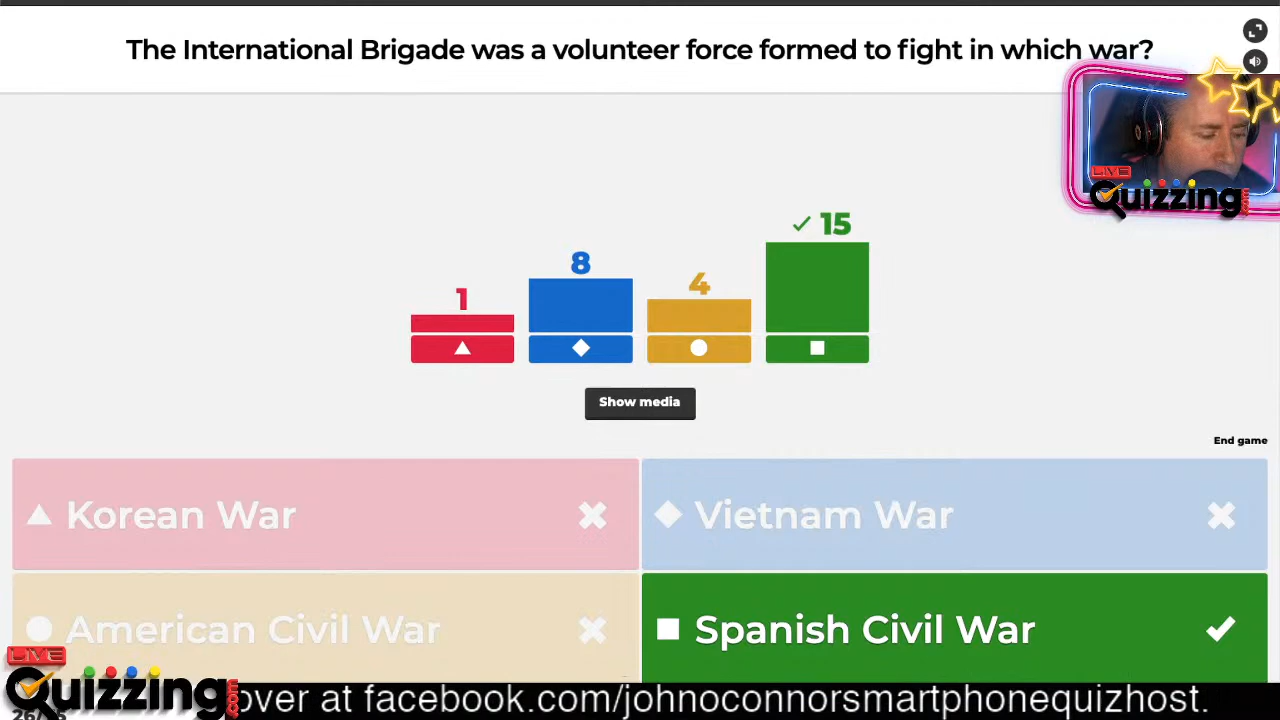 The International Brigade was a volunteer force formed to fight in which war?
LIVE
Quizzing.com
1
8
4
15
Show media
End game
Korean War
Vietnam War
American Civil War
Spanish Civil War
LIVE
Quizzing.com
over at facebook.com/johnoconnorsmartphonequizhost.